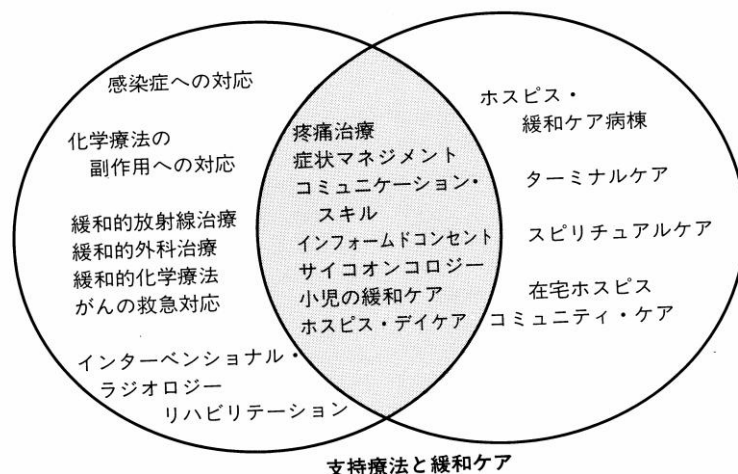 感染症への対応
化学療法の
副作用への対応
緩和的放射線治療
緩和的外科治療
緩和的化学療法
がんの救急対応
インターベンショナル・
ラジオロジー
リハビリテーション
疼痛治療
症状マネジメント
コミュニケーション・
スキル
インフォームドコンセント
サイコオンコロジー
小児の緩和ケア
ホスピス・デイケア
ホスピス・
緩和ケア病棟
ターミナルケア
スピリチュアルケア
在宅ホスピス
コミュニティ・ケア
支持療法と緩和ケア